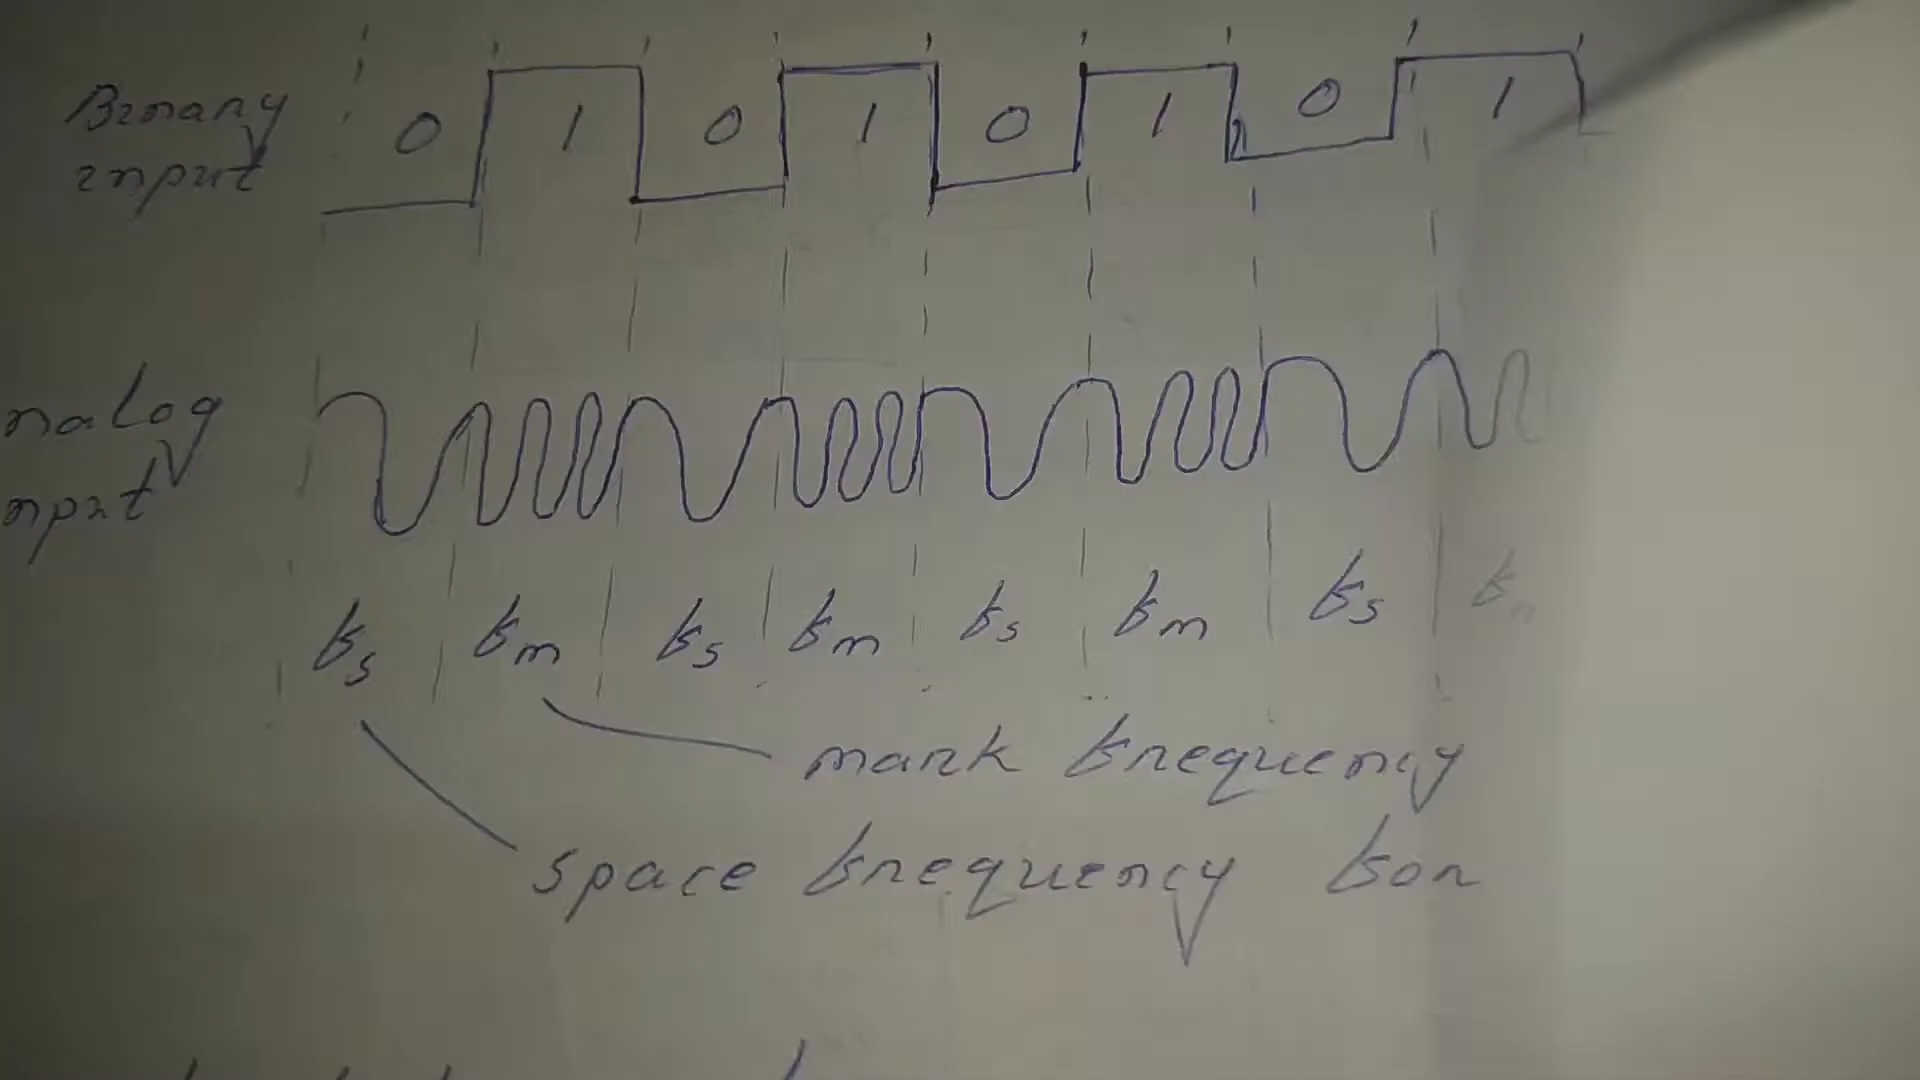 Binary
input
0 1 0 1 0 1 0 1
nalog
nput
fs fm fs fm fs fm fs
mark frequency
space frequency for